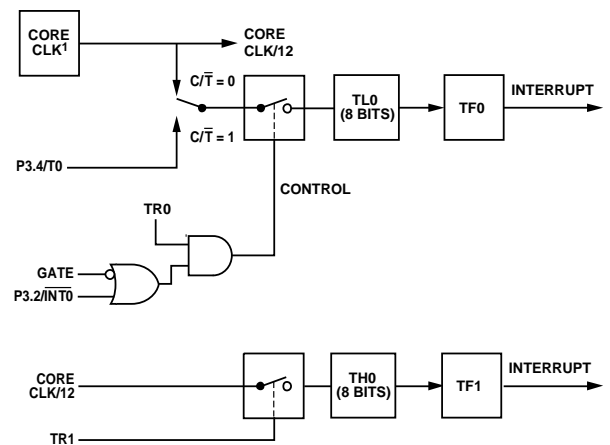 CORE
CLK1
CORE
CLK/12
C/T̅ = 0
TL0
(8 BITS)
TF0
INTERRUPT
C/T̅ = 1
P3.4/T0
CONTROL
TR0
GATE
P3.2/I̅N̅T̅0̅
CORE
CLK/12
TH0
(8 BITS)
TF1
INTERRUPT
TR1